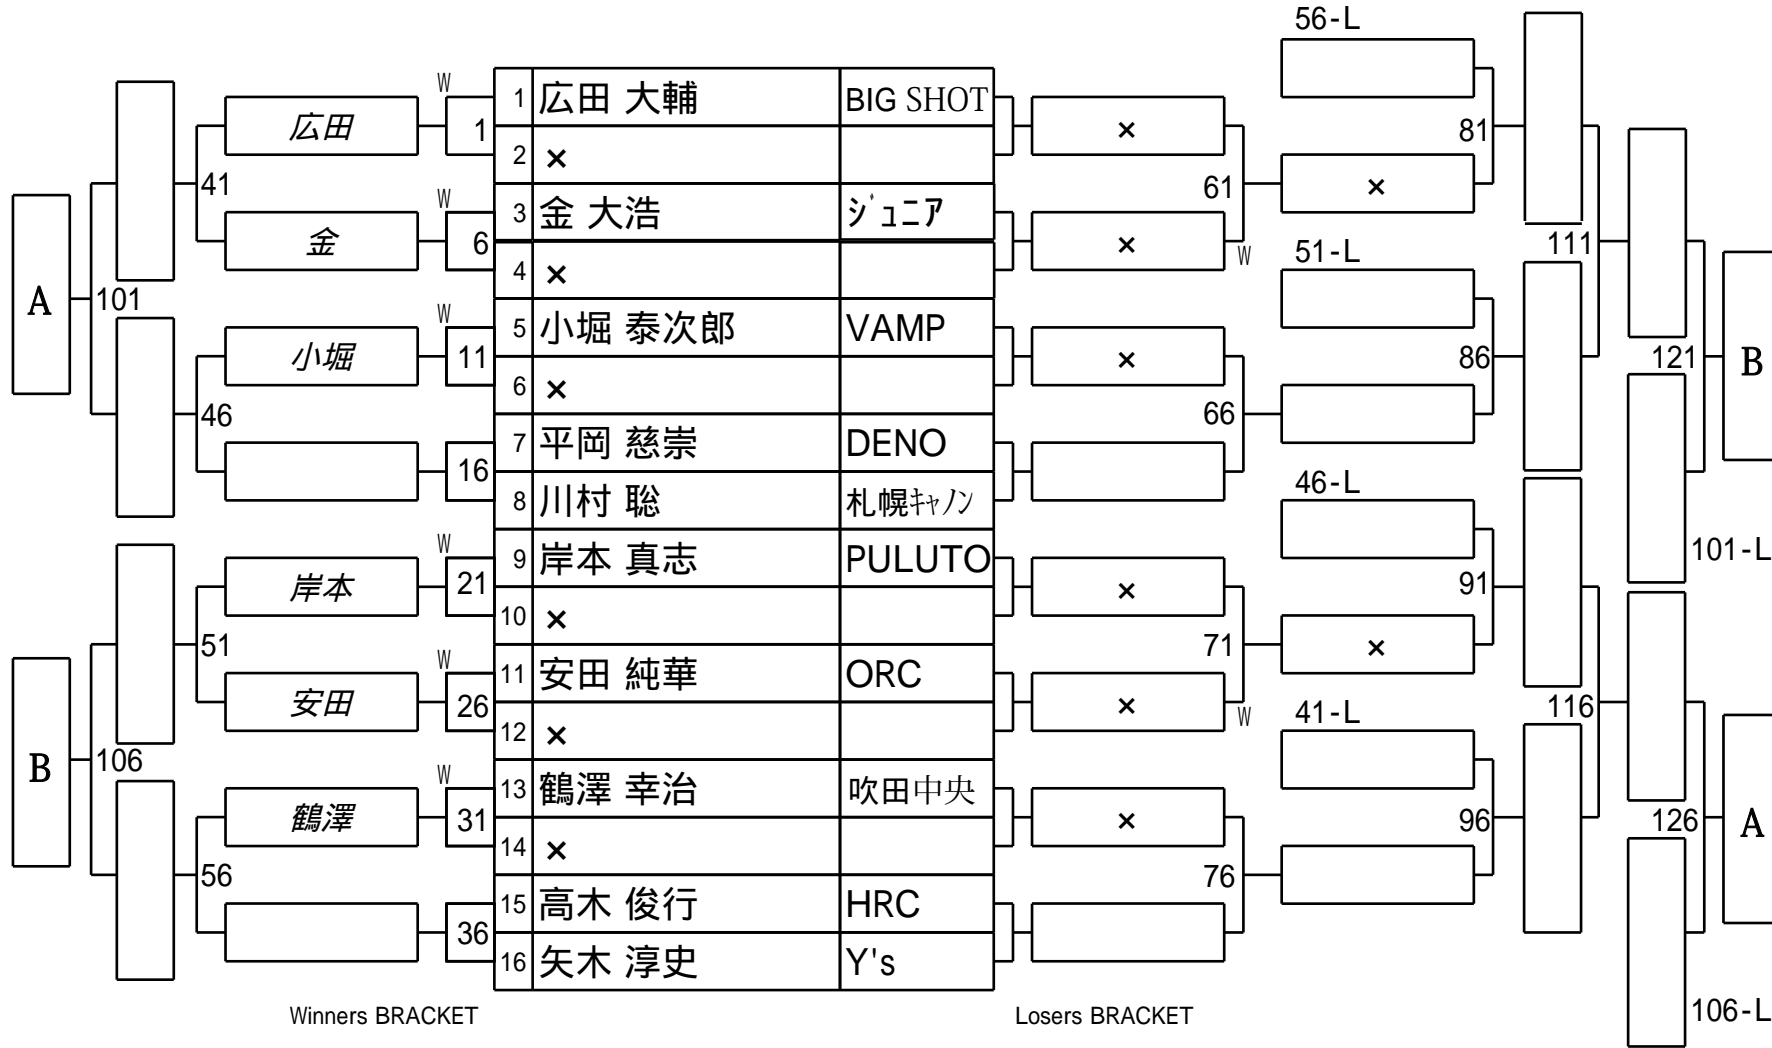 56-L
W
1 広田 大輔 BIG SHOT
広田 1 × 81
2 ×
41 W 61 ×
3 金 大浩 ジュニア
金 6 × W 111
4 × 51-L
A 101 W
5 小堀 泰次郎 VAMP
小堀 11 × 86 121 B
6 ×
46 66
7 平岡 慈崇 DENO
16
8 川村 聡 札幌キャノン 46-L
W
9 岸本 真志 PULUTO 101-L
岸本 21 × 91
10 ×
51 W 71 ×
11 安田 純華 ORC
安田 26 × W 41-L 116
12 ×
B 106 W
13 鶴澤 幸治 吹田中央
鶴澤 31 × 96 126 A
14 ×
56 76
15 高木 俊行 HRC
36
16 矢木 淳史 Y's
Winners BRACKET Losers BRACKET 106-L